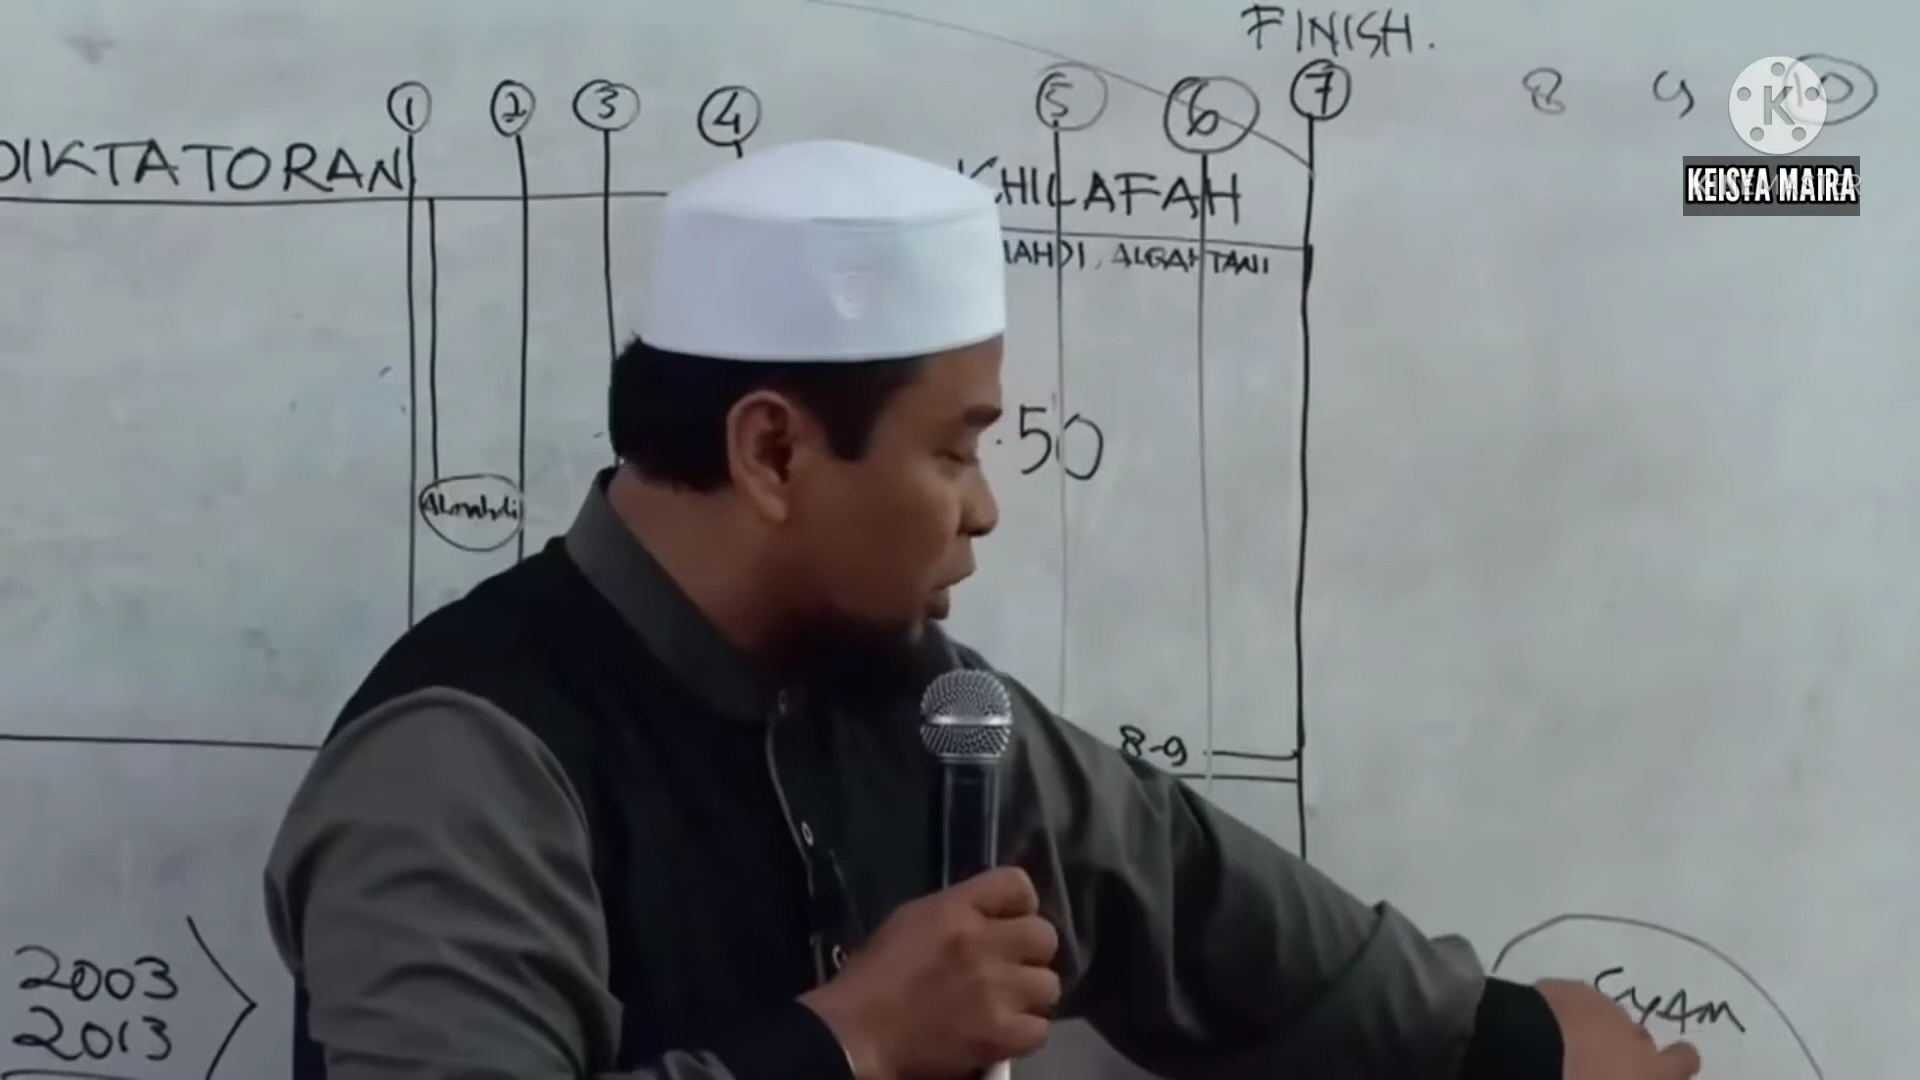 FINISH.
1 2 3 4 5 6 7 8 9 10
K
KEISYA MAIRA
DIKTATORAN
KHILAFAH
MAHDI, ALQAHTANI
50
Almahdi
8-9
2003
2013
SYAM